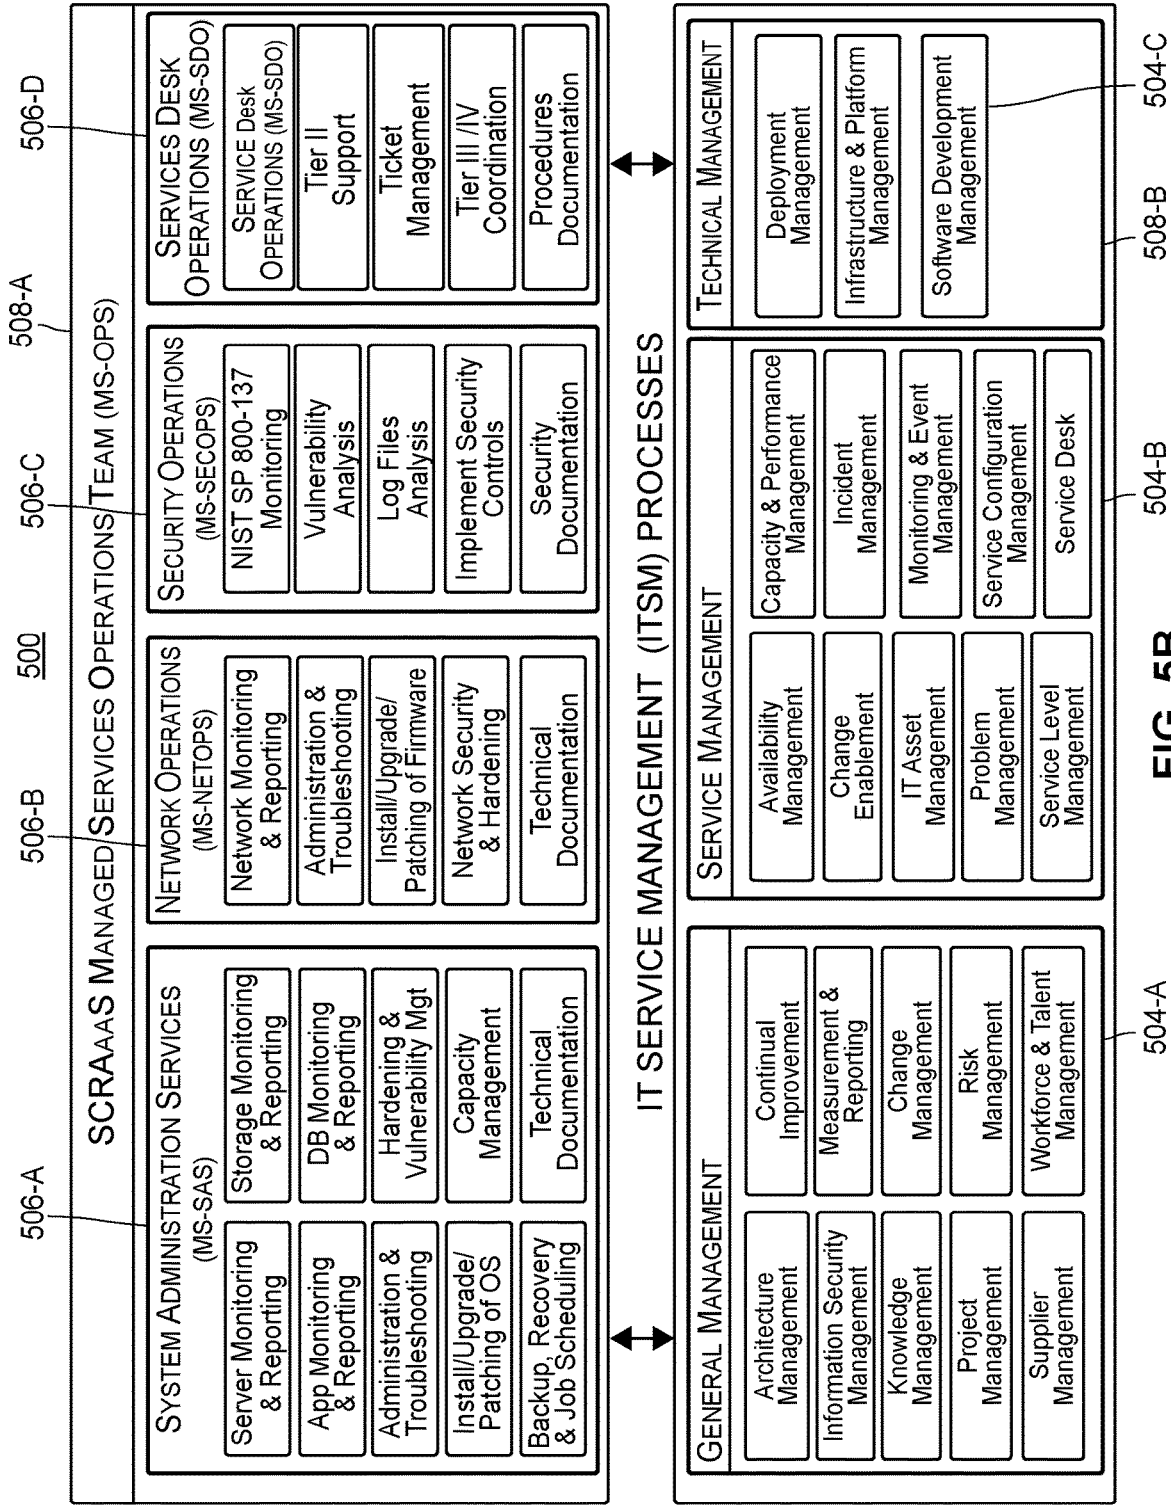 500
508-A
506-A
506-B
506-C
506-D
SCRAAAS MANAGED SERVICES OPERATIONS TEAM (MS-OPS)
SYSTEM ADMINISTRATION SERVICES
(MS-SAS)
Server Monitoring
& Reporting
Storage Monitoring
& Reporting
App Monitoring
& Reporting
DB Monitoring
& Reporting
Administration &
Troubleshooting
Hardening &
Vulnerability Mgt
Install/Upgrade/
Patching of OS
Capacity
Management
Backup, Recovery
& Job Scheduling
Technical
Documentation
NETWORK OPERATIONS
(MS-NETOPS)
Network Monitoring
& Reporting
Administration &
Troubleshooting
Install/Upgrade/
Patching of Firmware
Network Security
& Hardening
Technical
Documentation
SECURITY OPERATIONS
(MS-SECOPS)
NIST SP 800-137
Monitoring
Vulnerability
Analysis
Log Files
Analysis
Implement Security
Controls
Security
Documentation
SERVICES DESK
OPERATIONS (MS-SDO)
SERVICE Desk
OPERATIONS (MS-SDO)
Tier II
Support
Ticket
Management
Tier III /IV
Coordination
Procedures
Documentation
IT SERVICE MANAGEMENT (ITSM) PROCESSES
GENERAL MANAGEMENT
Architecture
Management
Continual
Improvement
Information Security
Management
Measurement &
Reporting
Knowledge
Management
Change
Management
Project
Management
Risk
Management
Supplier
Management
Workforce & Talent
Management
SERVICE MANAGEMENT
Availability
Management
Capacity & Performance
Management
Change
Enablement
Incident
Management
IT Asset
Management
Monitoring & Event
Management
Problem
Management
Service Configuration
Management
Service Level
Management
Service Desk
TECHNICAL MANAGEMENT
Deployment
Management
Infrastructure & Platform
Management
Software Development
Management
504-A
504-B
508-B
504-C
FIG. 5B